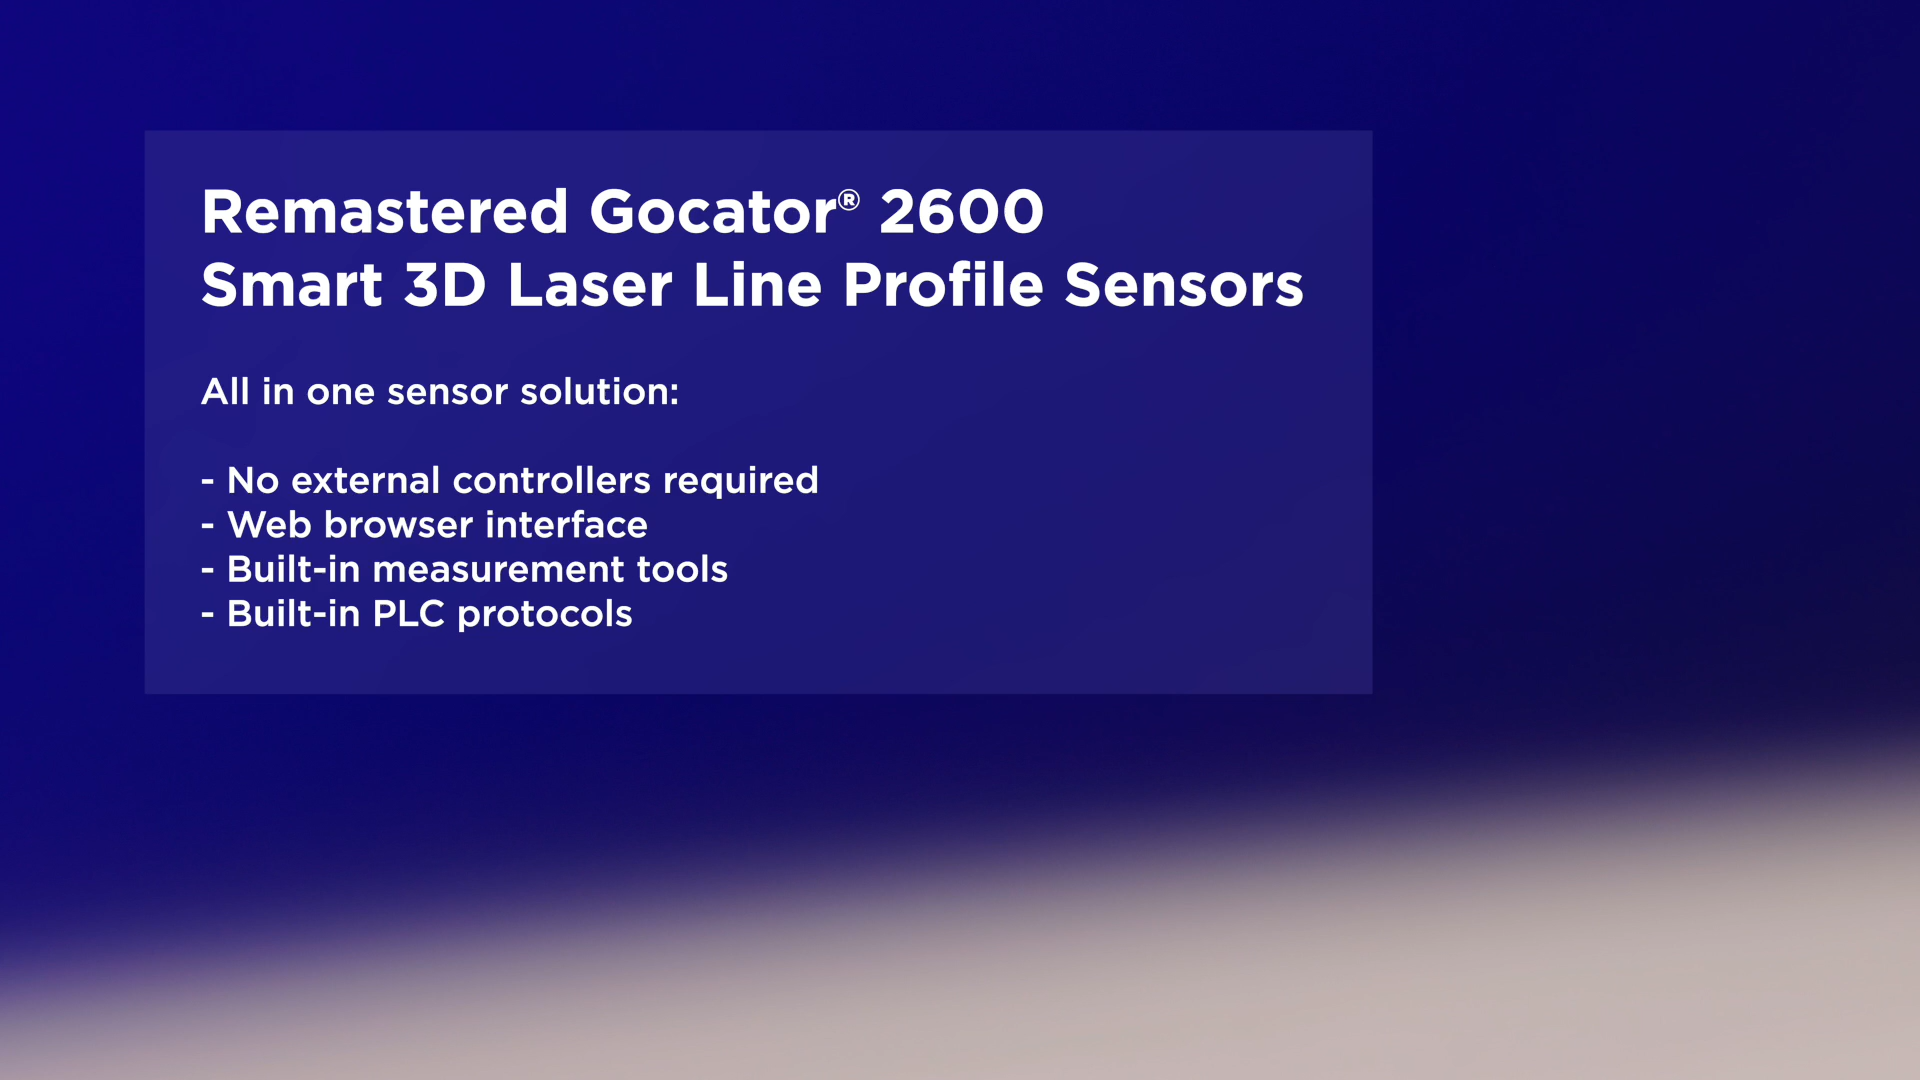 Remastered Gocator® 2600
Smart 3D Laser Line Profile Sensors
All in one sensor solution:
- No external controllers required
- Web browser interface
- Built-in measurement tools
- Built-in PLC protocols